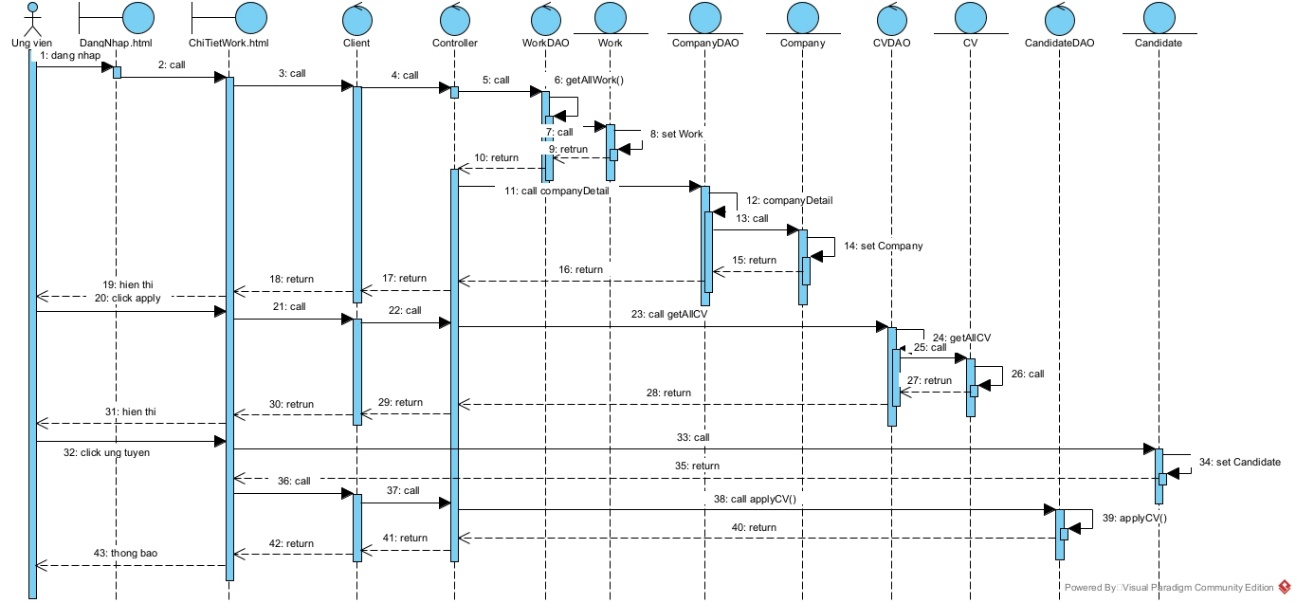 Ung vien
DangNhap.html
ChiTietWork.html
Client
Controller
WorkDAO
Work
CompanyDAO
Company
CVDAO
CV
CandidateDAO
Candidate
1: dang nhap
2: call
3: call
4: call
5: call
6: getAllWork()
7: call
8: set Work
9: retrun
10: return
11: call companyDetail
12: companyDetail
13: call
14: set Company
15: return
16: return
17: return
18: return
19: hien thi
20: click apply
21: call
22: call
23: call getAllCV
24: getAllCV
25: call
26: call
27: retrun
28: return
29: return
30: retrun
31: hien thi
32: click ung tuyen
33: call
34: set Candidate
35: return
36: call
37: call
38: call applyCV()
39: applyCV()
40: return
41: return
42: return
43: thong bao
Powered By Visual Paradigm Community Edition